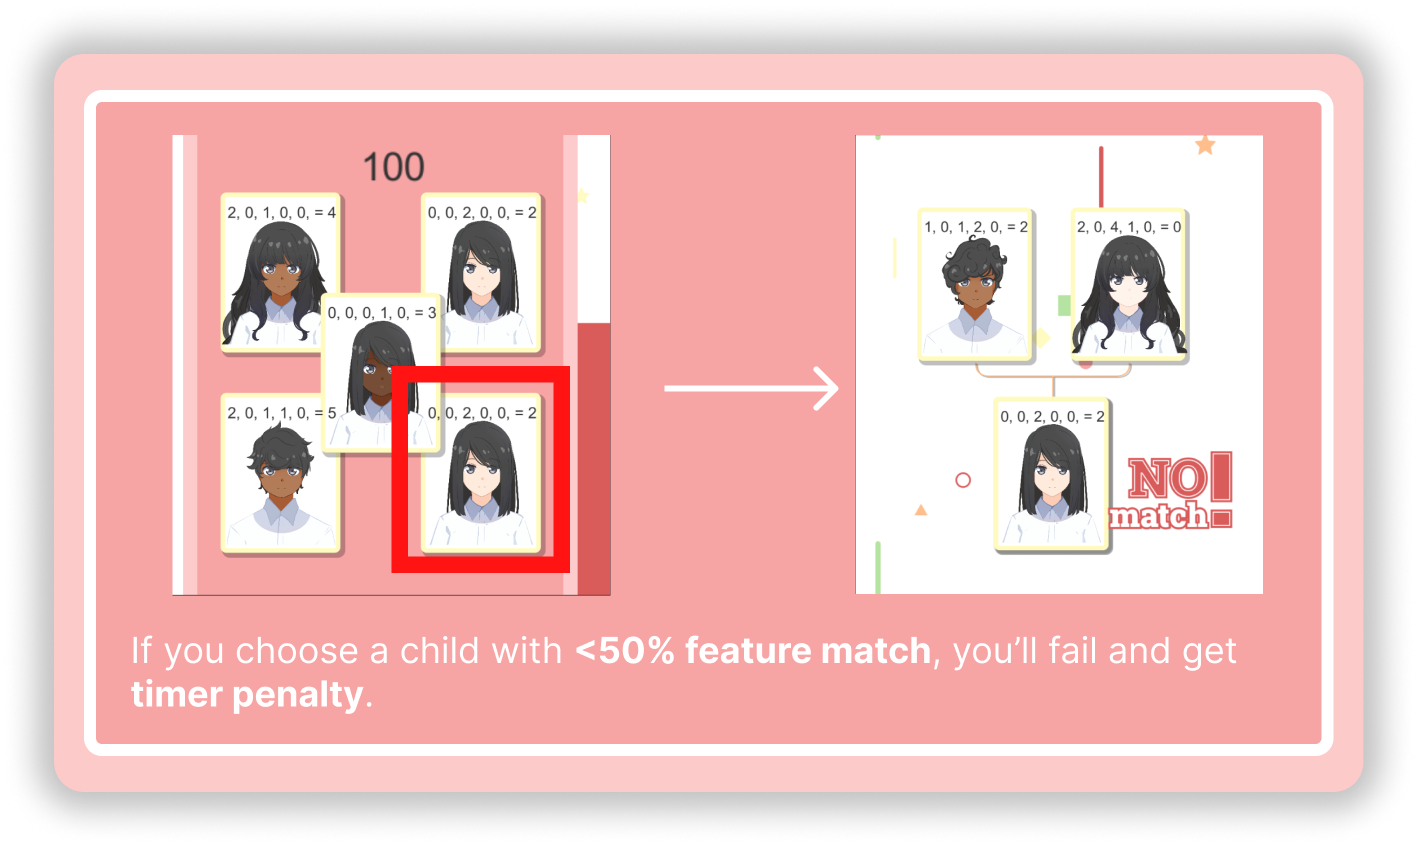 100
2, 0, 1, 0, 0, = 4
0, 0, 2, 0, 0, = 2
0, 0, 0, 1, 0, = 3
2, 0, 1, 1, 0, = 5
0, 0, 2, 0, 0, = 2
1, 0, 1, 2, 0, = 2
2, 0, 4, 1, 0, = 0
0, 0, 2, 0, 0, = 2
NO!
match!
If you choose a child with <50% feature match, you’ll fail and get
timer penalty.